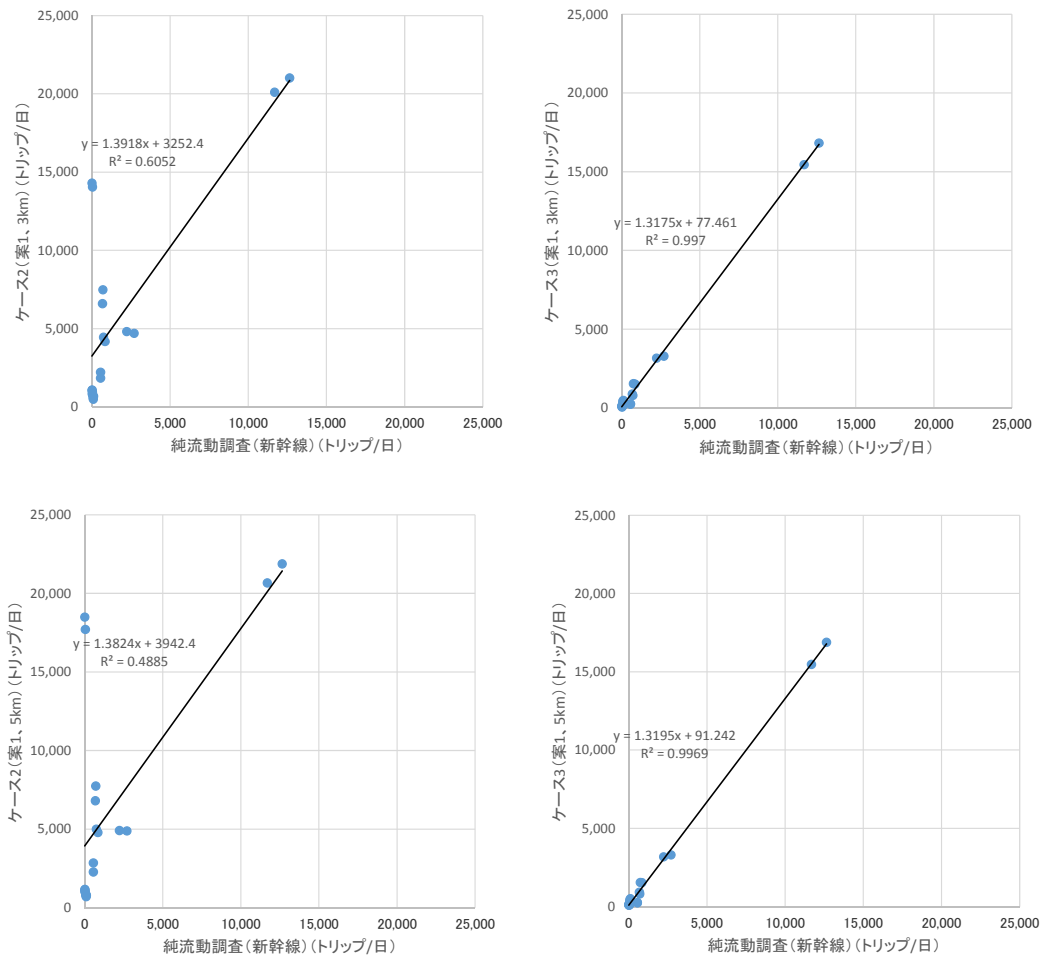 25,000
20,000
15,000
10,000
5,000
0
ケース2(案1、3km)(トリップ/日)
y = 1.3918x + 3252.4
R² = 0.6052
0 5,000 10,000 15,000 20,000 25,000
純流動調査(新幹線)(トリップ/日)
25,000
20,000
15,000
10,000
5,000
0
ケース3(案1、3km)(トリップ/日)
y = 1.3175x + 77.461
R² = 0.997
0 5,000 10,000 15,000 20,000 25,000
純流動調査(新幹線)(トリップ/日)
25,000
20,000
15,000
10,000
5,000
0
ケース2(案1、5km)(トリップ/日)
y = 1.3824x + 3942.4
R² = 0.4885
0 5,000 10,000 15,000 20,000 25,000
純流動調査(新幹線)(トリップ/日)
25,000
20,000
15,000
10,000
5,000
0
ケース3(案1、5km)(トリップ/日)
y = 1.3195x + 91.242
R² = 0.9969
0 5,000 10,000 15,000 20,000 25,000
純流動調査(新幹線)(トリップ/日)